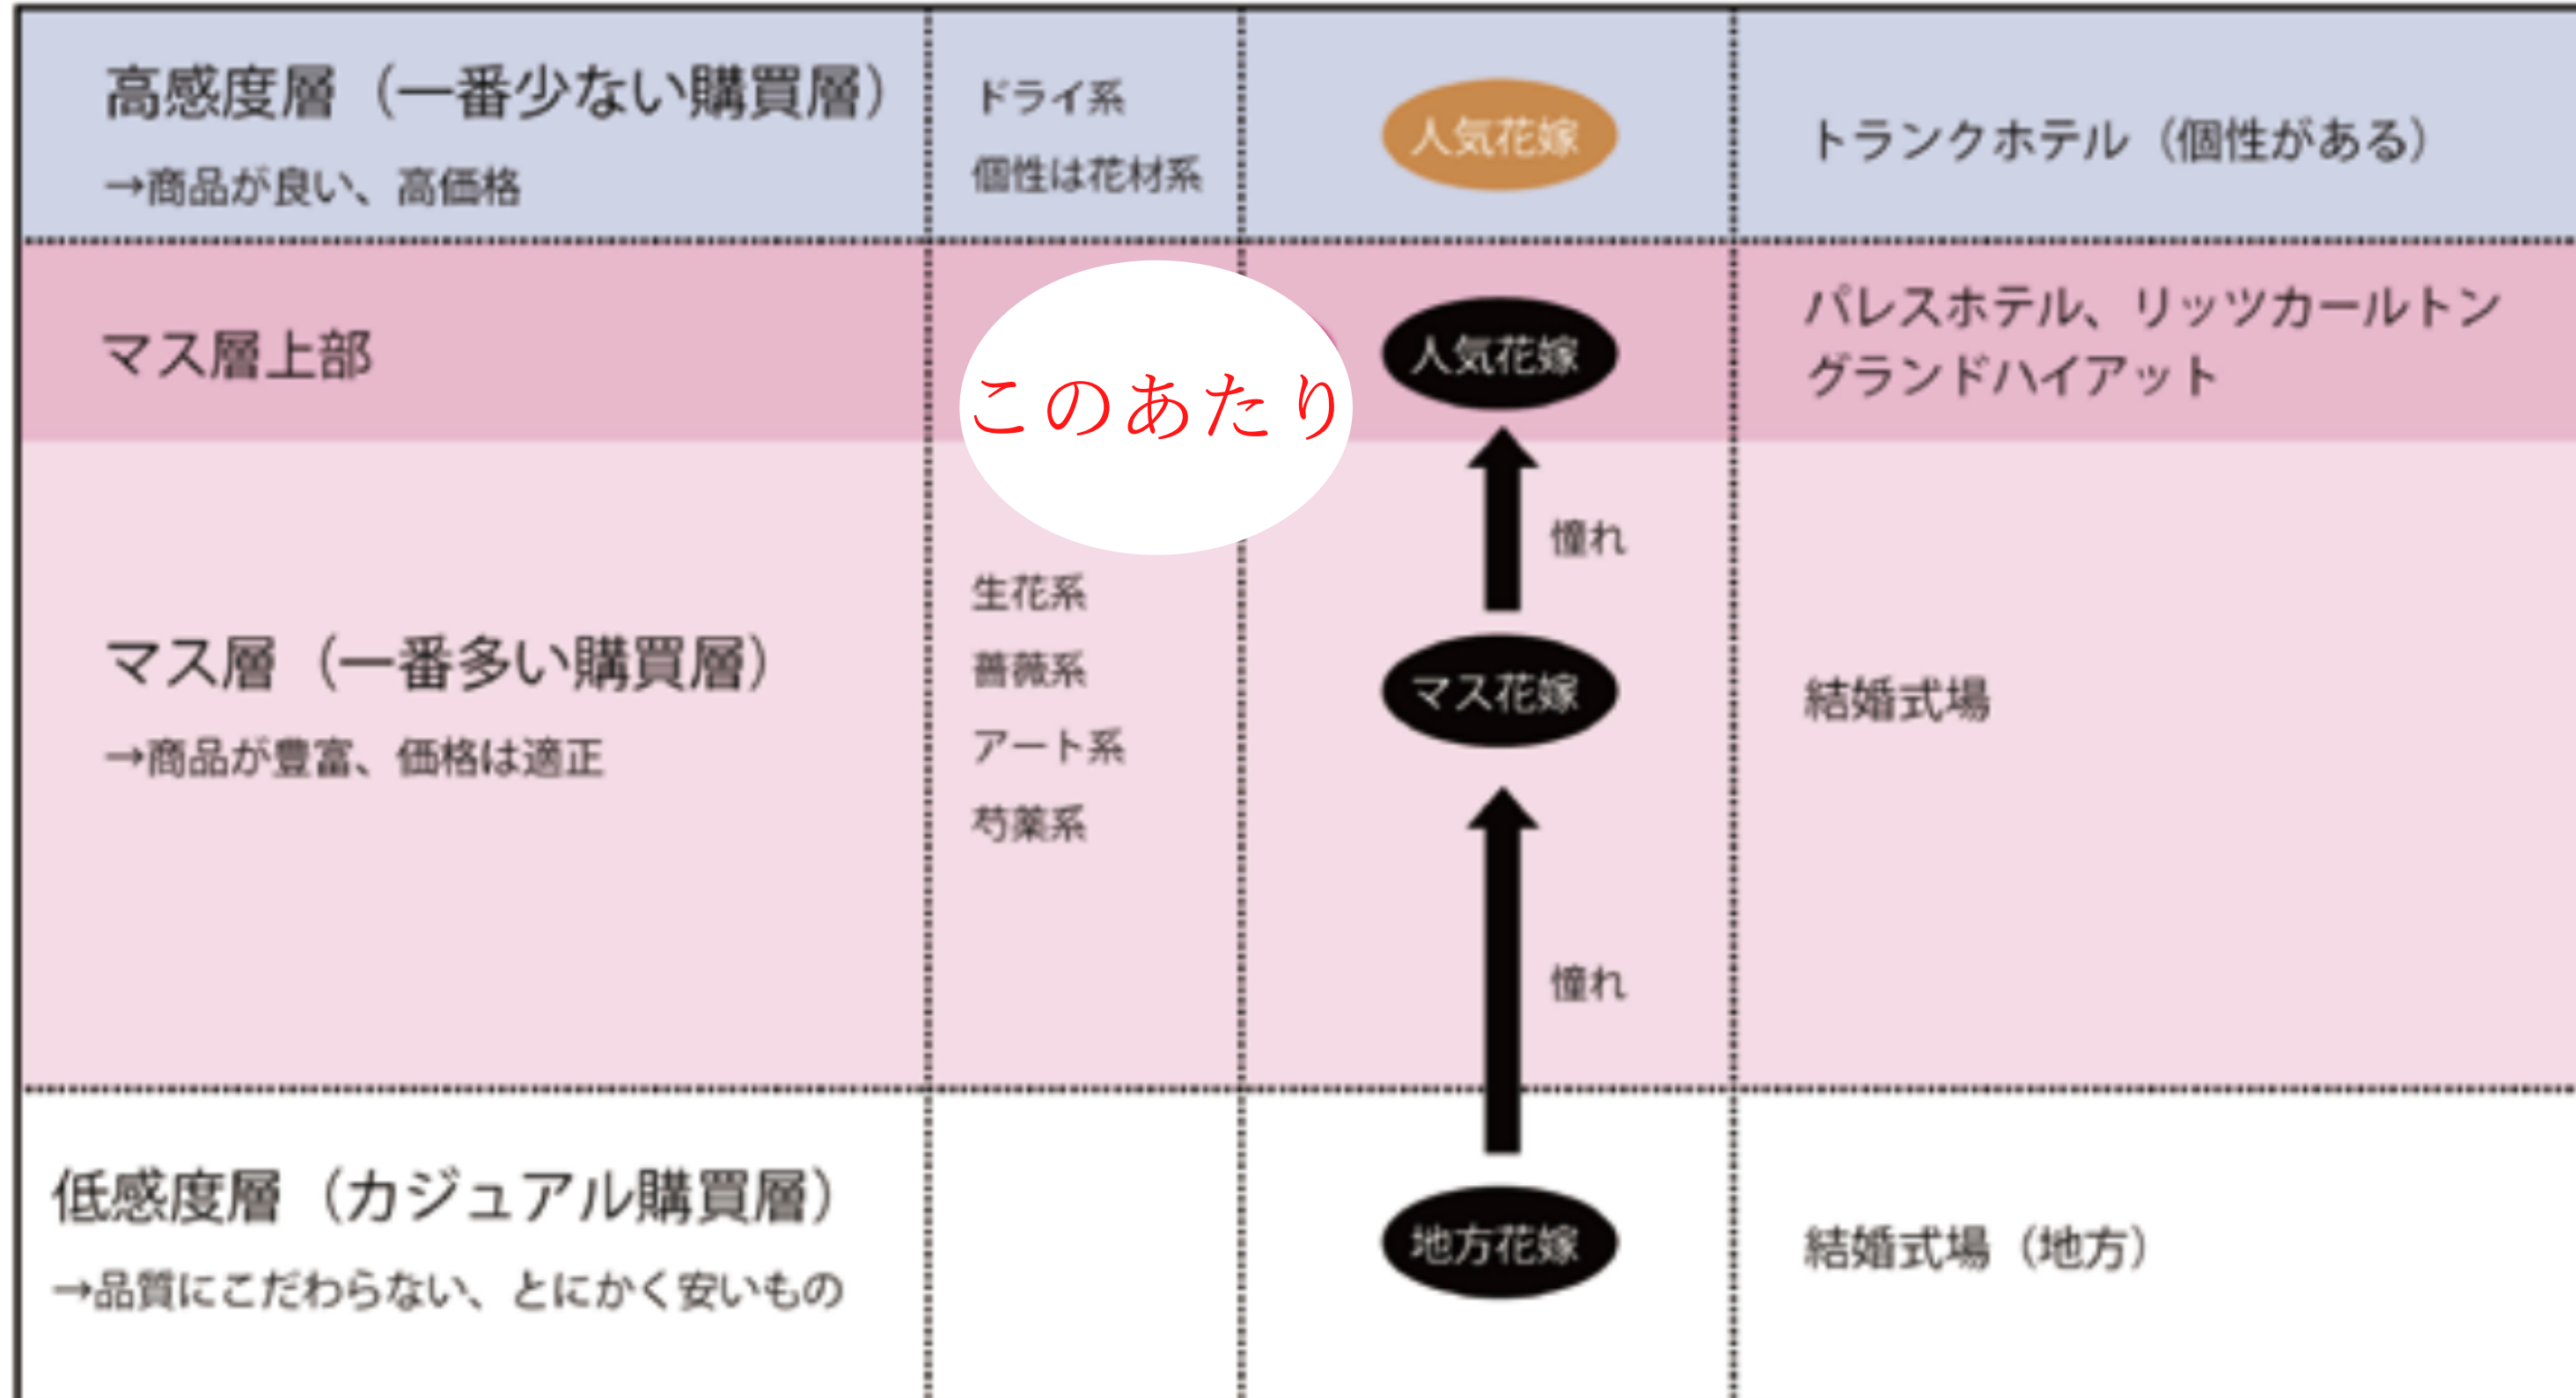 高感度層（一番少ない購買層）
→商品が良い、高価格
ドライ系
個性は花材系
人気花嫁
トランクホテル（個性がある）
マス層上部
このあたり
人気花嫁
パレスホテル、リッツカールトン
グランドハイアット
憧れ
マス層（一番多い購買層）
→商品が豊富、価格は適正
生花系
薔薇系
アート系
芍薬系
マス花嫁
結婚式場
憧れ
低感度層（カジュアル購買層）
→品質にこだわらない、とにかく安いもの
地方花嫁
結婚式場（地方）